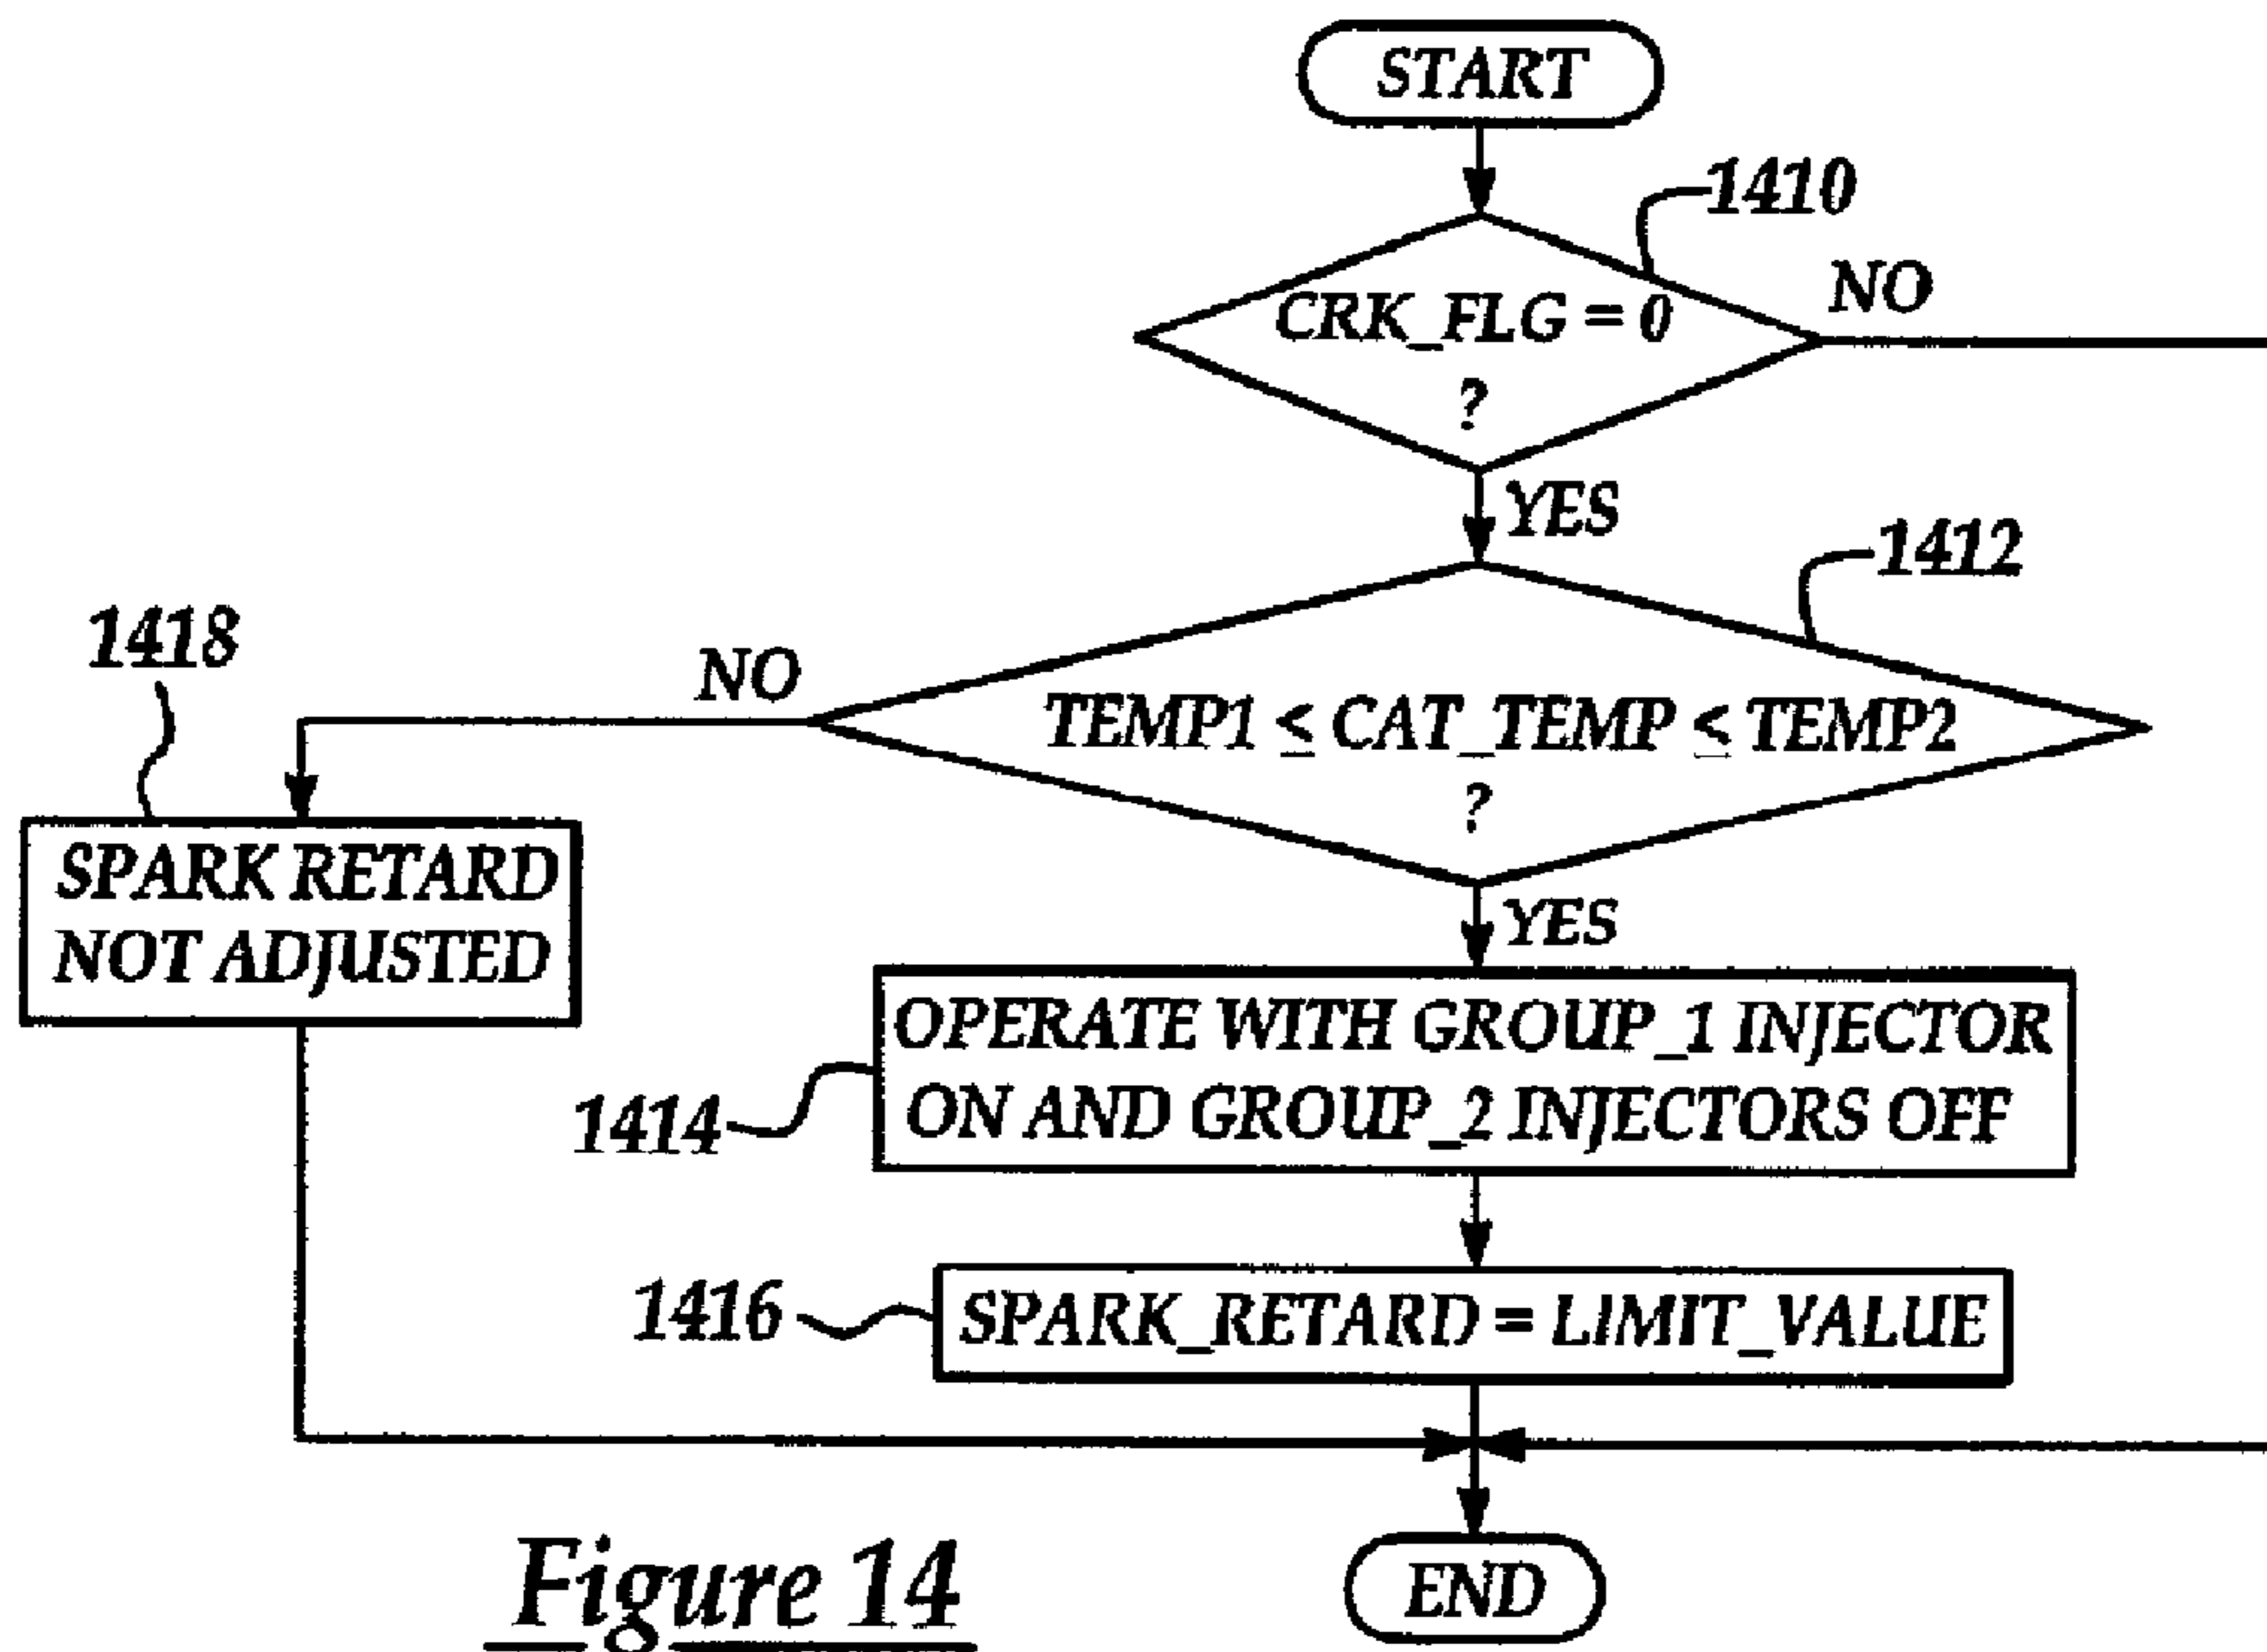 START
1410
CRK_FLG = 0
?
NO
YES
1412
TEMP1 ≤ CAT_TEMP ≤ TEMP2
?
NO
1418
SPARK RETARD
NOT ADJUSTED
YES
OPERATE WITH GROUP_1 INJECTOR
ON AND GROUP_2 INJECTORS OFF
1414
1416
SPARK_RETARD = LIMIT_VALUE
END
Figure 14